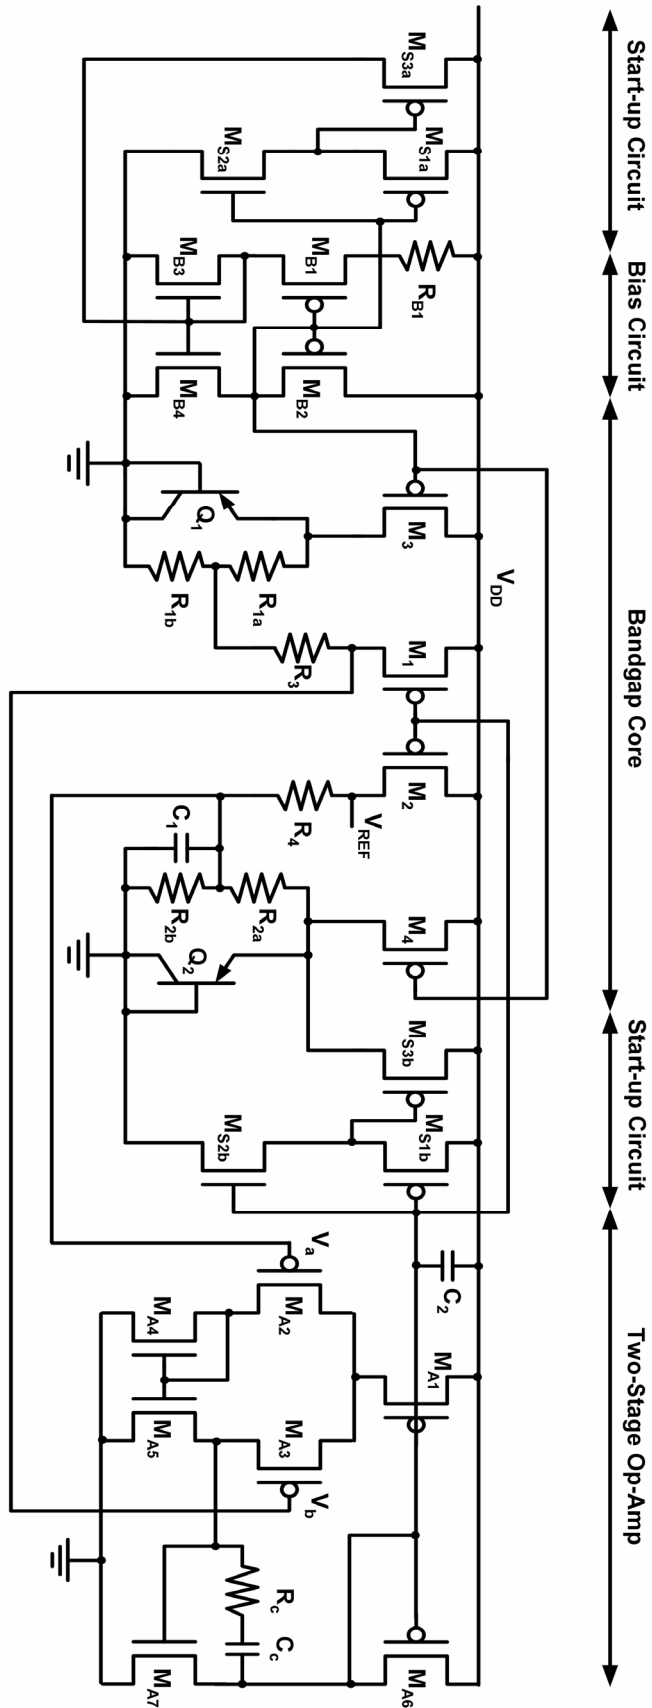 Start-up Circuit
Bias Circuit
Bandgap Core
Start-up Circuit
Two-Stage Op-Amp
VDD
MS3a
MS1a
MS2a
RB1
MB1
MB2
MB3
MB4
M3
Q1
R1a
R1b
M1
R3
M2
VREF
R4
C1
R2a
R2b
M4
Q2
MS3b
MS1b
MS2b
C2
MA1
Va
MA2
MA3
Vb
MA4
MA5
Rc
Cc
MA6
MA7